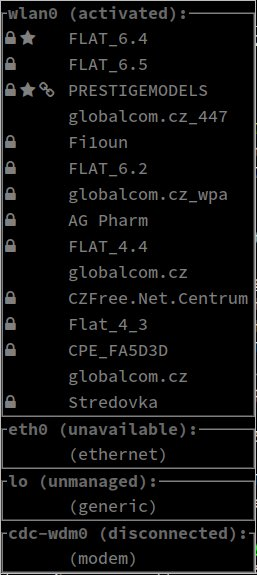 wlan0 (activated):
FLAT_6.4
FLAT_6.5
PRESTIGEMODELS
globalcom.cz_447
Fi1oun
FLAT_6.2
globalcom.cz_wpa
AG Pharm
FLAT_4.4
globalcom.cz
CZFree.Net.Centrum
Flat_4_3
CPE_FA5D3D
globalcom.cz
Stredovka
eth0 (unavailable):
(ethernet)
lo (unmanaged):
(generic)
cdc-wdm0 (disconnected):
(modem)